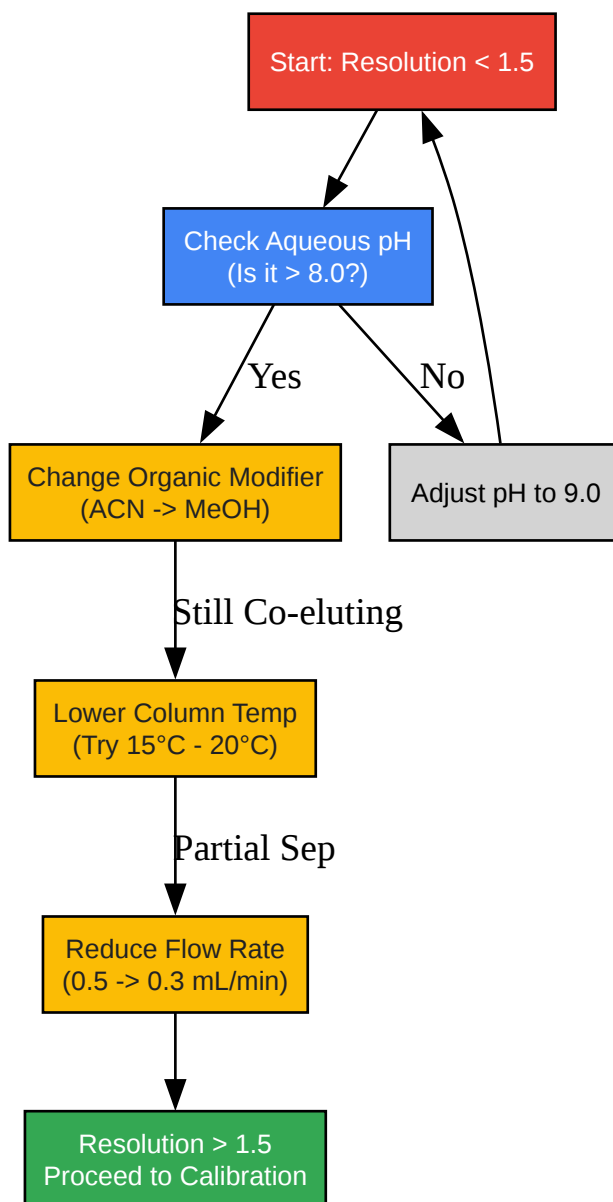 Start: Resolution < 1.5
Check Aqueous pH
(Is it > 8.0?)
Yes
No
Change Organic Modifier
(ACN -> MeOH)
Adjust pH to 9.0
Still Co-eluting
Lower Column Temp
(Try 15°C - 20°C)
Partial Sep
Reduce Flow Rate
(0.5 -> 0.3 mL/min)
Resolution > 1.5
Proceed to Calibration